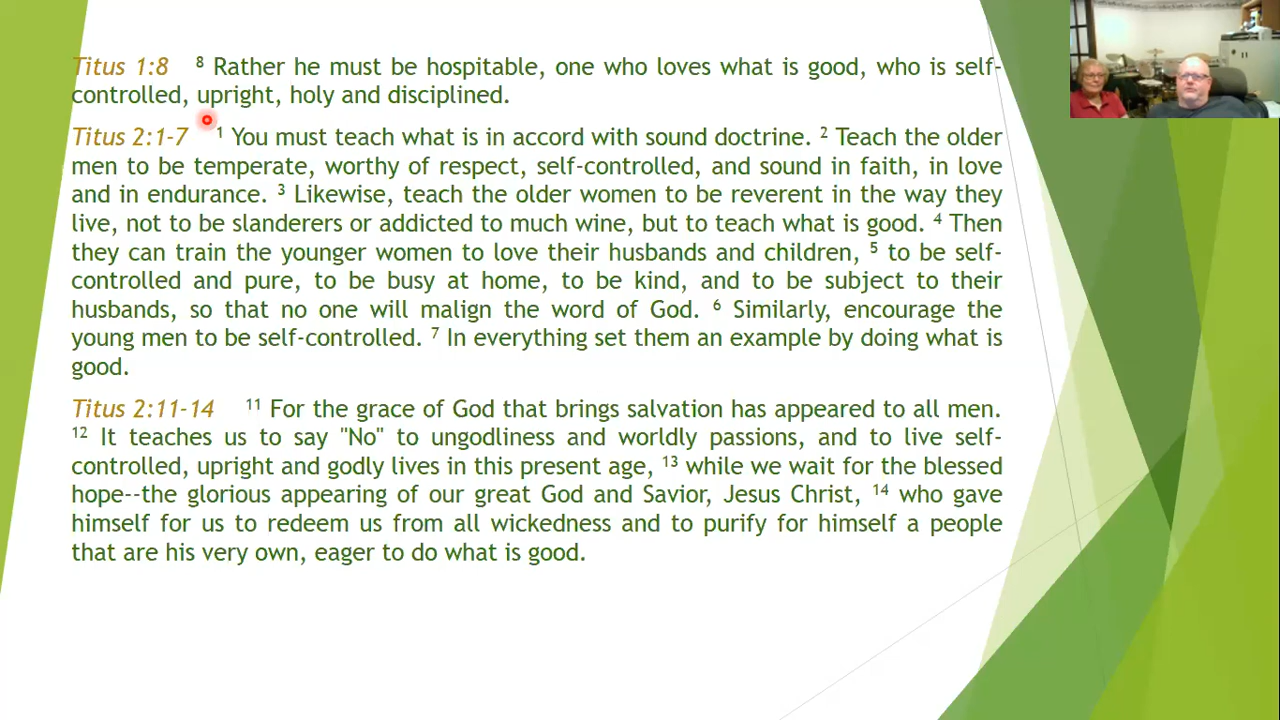 Titus 1:8 ⁸ Rather he must be hospitable, one who loves what is good, who is self-
controlled, upright, holy and disciplined.
Titus 2:1-7 ¹ You must teach what is in accord with sound doctrine. ² Teach the older
men to be temperate, worthy of respect, self-controlled, and sound in faith, in love
and in endurance. ³ Likewise, teach the older women to be reverent in the way they
live, not to be slanderers or addicted to much wine, but to teach what is good. ⁴ Then
they can train the younger women to love their husbands and children, ⁵ to be self-
controlled and pure, to be busy at home, to be kind, and to be subject to their
husbands, so that no one will malign the word of God. ⁶ Similarly, encourage the
young men to be self-controlled. ⁷ In everything set them an example by doing what is
good.
Titus 2:11-14 ¹¹ For the grace of God that brings salvation has appeared to all men.
¹² It teaches us to say "No" to ungodliness and worldly passions, and to live self-
controlled, upright and godly lives in this present age, ¹³ while we wait for the blessed
hope--the glorious appearing of our great God and Savior, Jesus Christ, ¹⁴ who gave
himself for us to redeem us from all wickedness and to purify for himself a people
that are his very own, eager to do what is good.